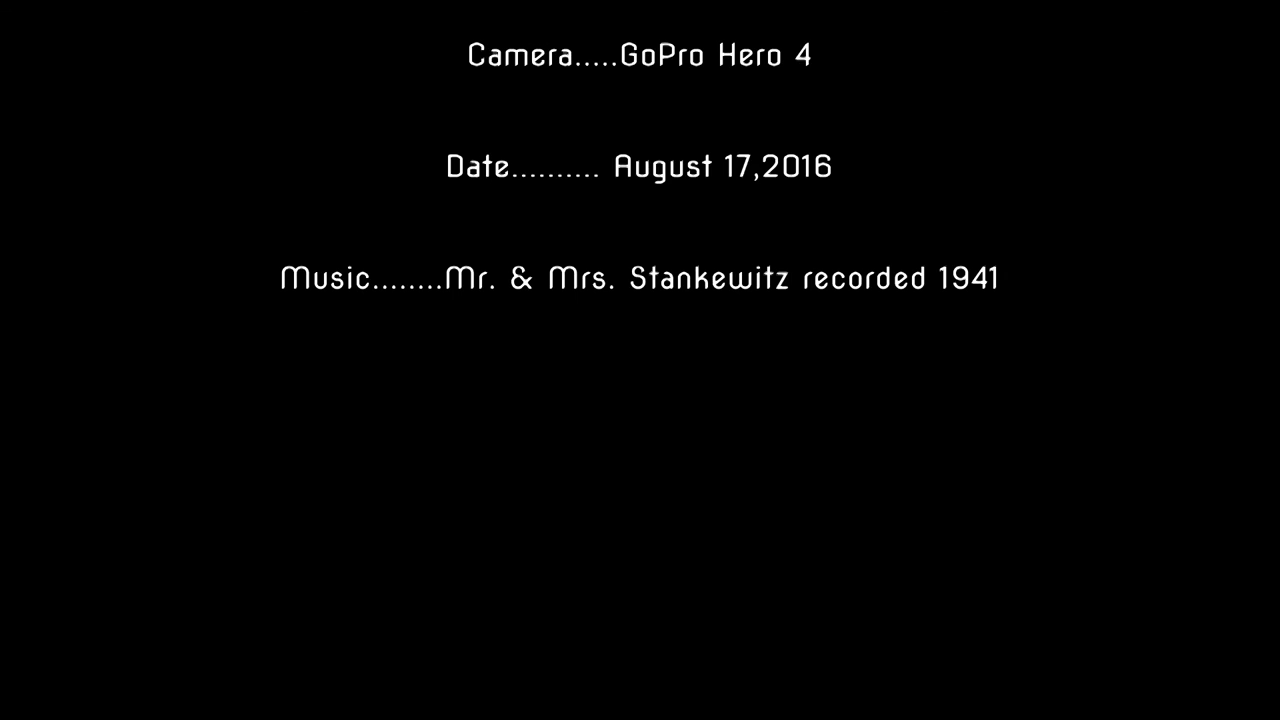 Camera.....GoPro Hero 4
Date.......... August 17,2016
Music........Mr. & Mrs. Stankewitz recorded 1941